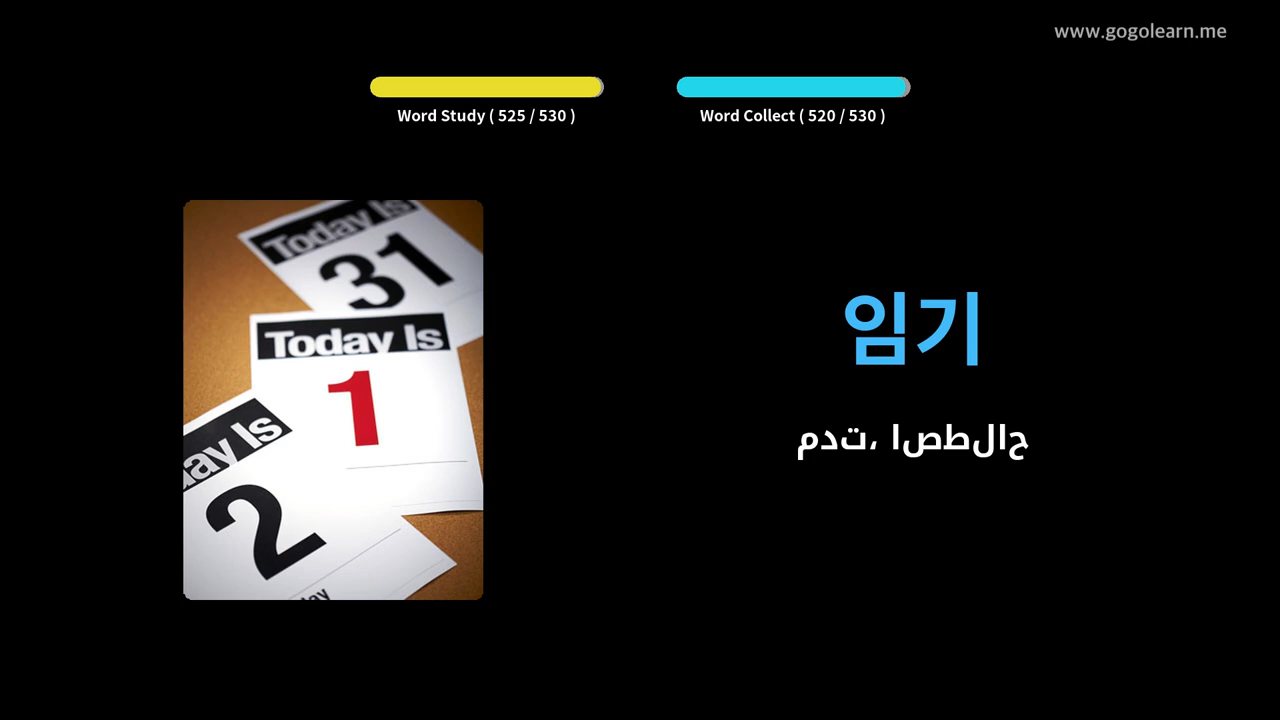 www.gogolearn.me
Word Study ( 525 / 530 )
Word Collect ( 520 / 530 )
Today Is
31
Today Is
1
ay Is
2
ay
임기
مدت، اصطلاح